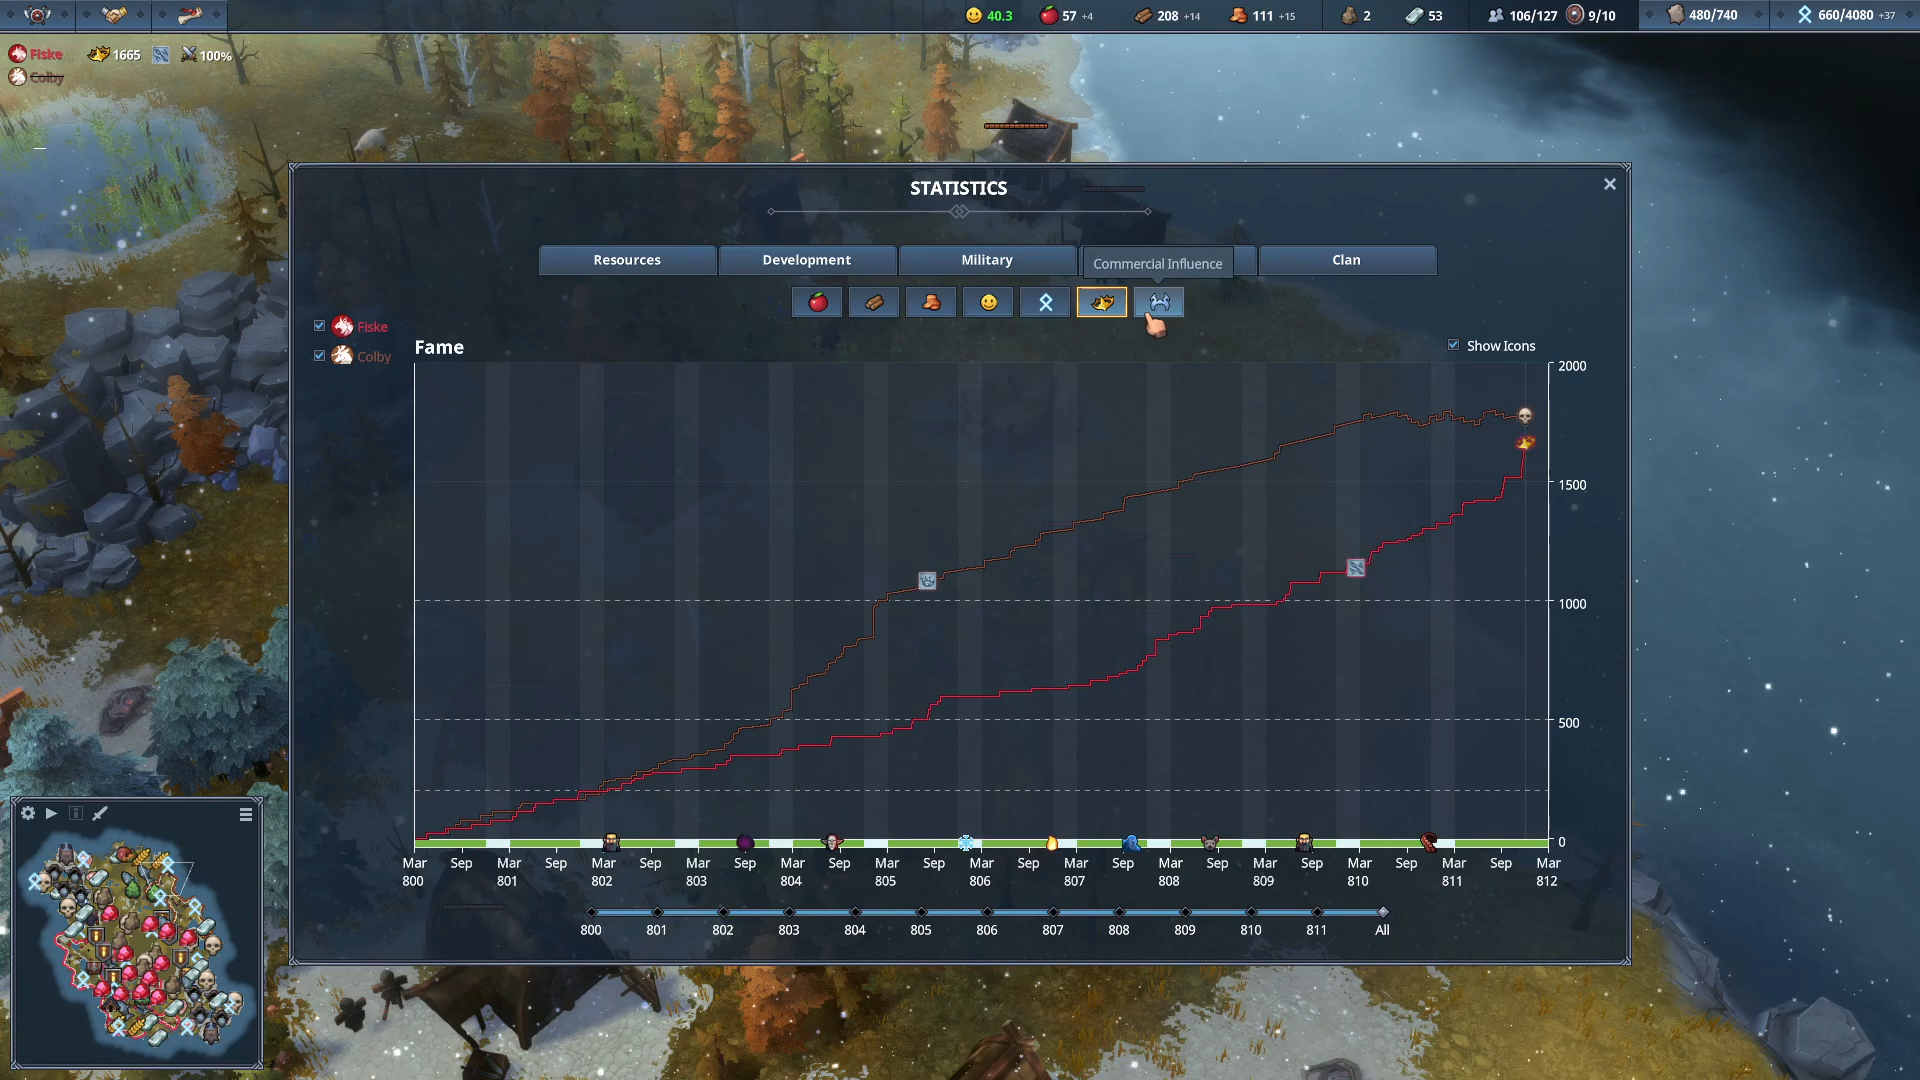 40.3
57 +4
208 +14
111 +15
2
53
106/127
9/10
480/740
660/4080 +37
Fiske
1665
100%
Colby
STATISTICS
Resources
Development
Military
Commercial Influence
Clan
Fiske
Colby
Fame
Show Icons
2000
1500
1000
500
0
Mar Sep Mar Sep Mar Sep Mar Sep Mar Sep Mar Sep Mar Sep Mar Sep Mar Sep Mar Sep Mar Sep Mar Sep Mar
800 801 802 803 804 805 806 807 808 809 810 811 812
800 801 802 803 804 805 806 807 808 809 810 811 All